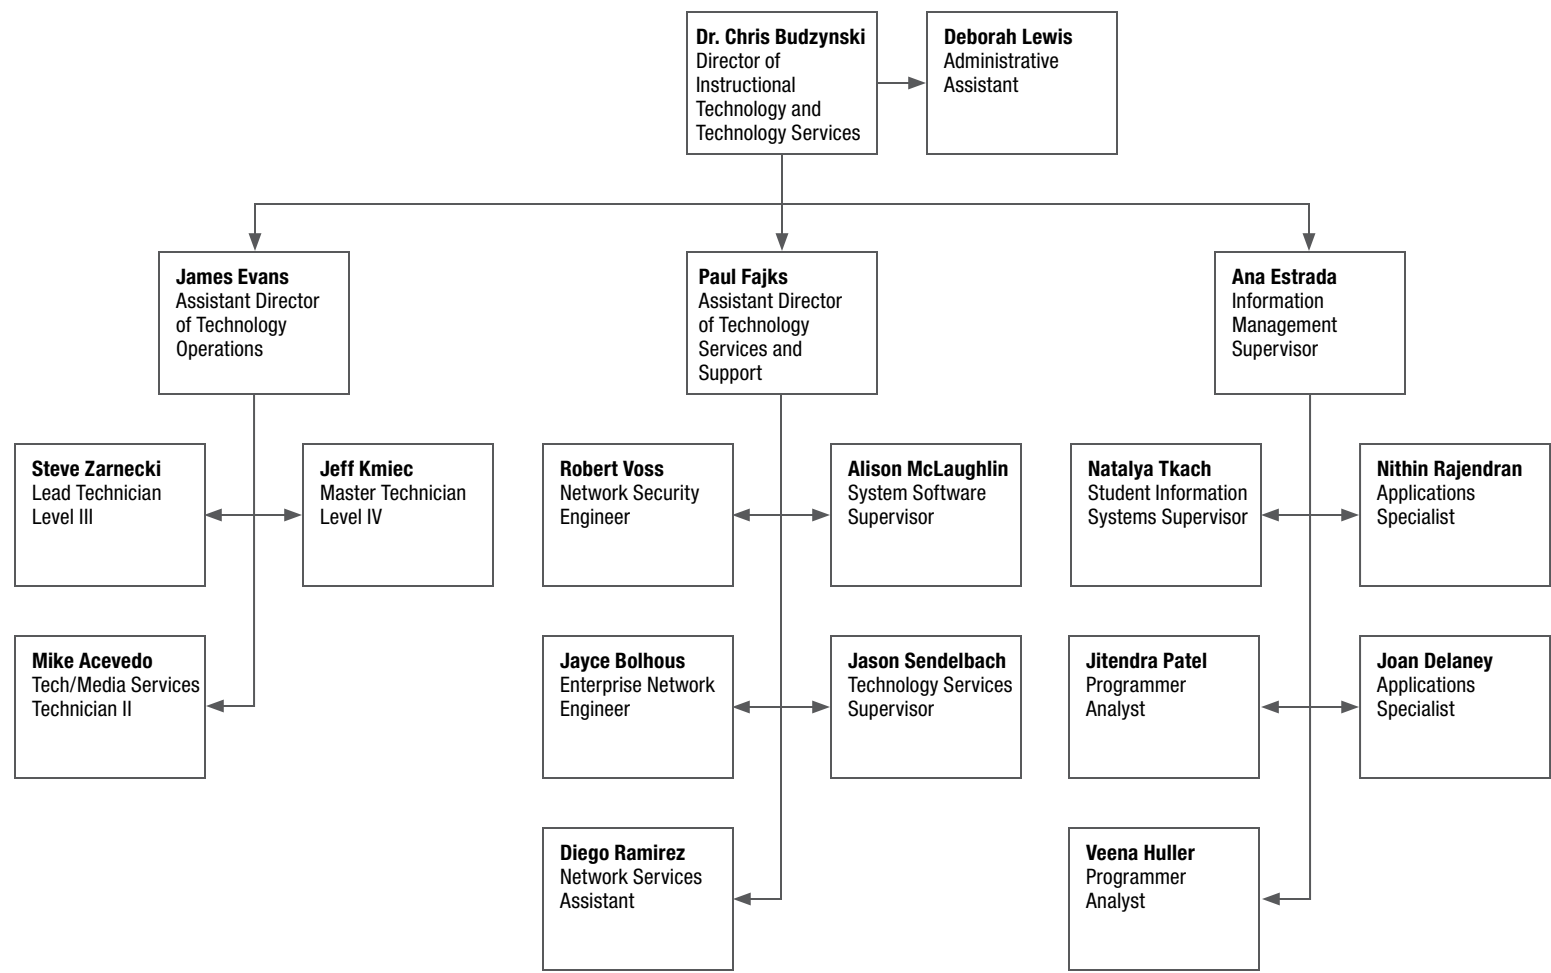 Dr. Chris Budzynski
Director of
Instructional
Technology and
Technology Services
Deborah Lewis
Administrative
Assistant
James Evans
Assistant Director
of Technology
Operations
Paul Fajks
Assistant Director
of Technology
Services and
Support
Ana Estrada
Information
Management
Supervisor
Steve Zarnecki
Lead Technician
Level III
Jeff Kmiec
Master Technician
Level IV
Robert Voss
Network Security
Engineer
Alison McLaughlin
System Software
Supervisor
Natalya Tkach
Student Information
Systems Supervisor
Nithin Rajendran
Applications
Specialist
Mike Acevedo
Tech/Media Services
Technician II
Jayce Bolhous
Enterprise Network
Engineer
Jason Sendelbach
Technology Services
Supervisor
Jitendra Patel
Programmer
Analyst
Joan Delaney
Applications
Specialist
Diego Ramirez
Network Services
Assistant
Veena Huller
Programmer
Analyst